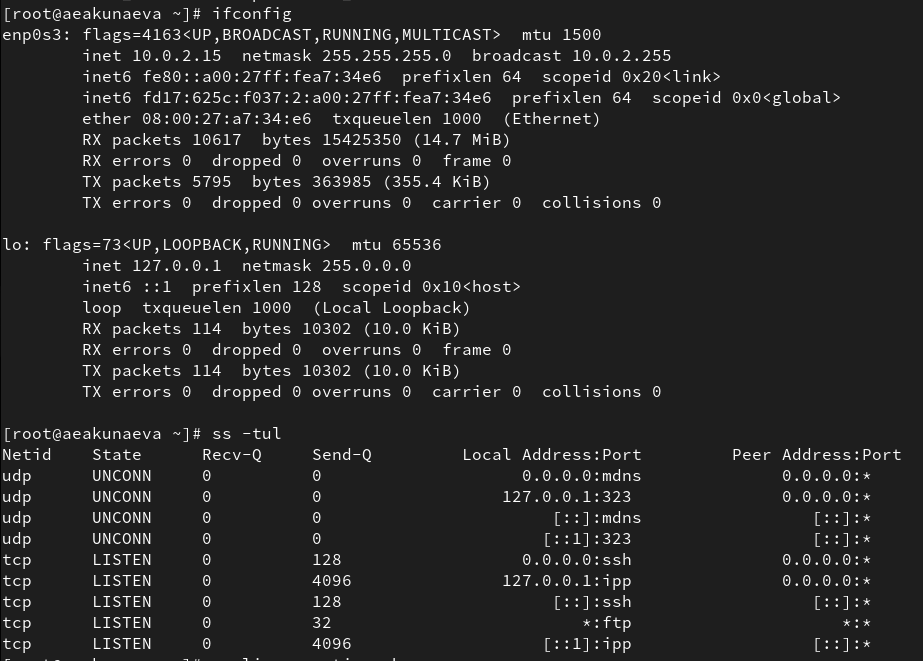 [root@aeakunaeva ~]# ifconfig
enp0s3: flags=4163<UP,BROADCAST,RUNNING,MULTICAST>  mtu 1500
        inet 10.0.2.15  netmask 255.255.255.0  broadcast 10.0.2.255
        inet6 fe80::a00:27ff:fea7:34e6  prefixlen 64  scopeid 0x20<link>
        inet6 fd17:625c:f037:2:a00:27ff:fea7:34e6  prefixlen 64  scopeid 0x0<global>
        ether 08:00:27:a7:34:e6  txqueuelen 1000  (Ethernet)
        RX packets 10617  bytes 15425350 (14.7 MiB)
        RX errors 0  dropped 0  overruns 0  frame 0
        TX packets 5795  bytes 363985 (355.4 KiB)
        TX errors 0  dropped 0 overruns 0  carrier 0  collisions 0

lo: flags=73<UP,LOOPBACK,RUNNING>  mtu 65536
        inet 127.0.0.1  netmask 255.0.0.0
        inet6 ::1  prefixlen 128  scopeid 0x10<host>
        loop  txqueuelen 1000  (Local Loopback)
        RX packets 114  bytes 10302 (10.0 KiB)
        RX errors 0  dropped 0  overruns 0  frame 0
        TX packets 114  bytes 10302 (10.0 KiB)
        TX errors 0  dropped 0 overruns 0  carrier 0  collisions 0

[root@aeakunaeva ~]# ss -tul
Netid    State      Recv-Q     Send-Q         Local Address:Port         Peer Address:Port
udp      UNCONN     0          0                    0.0.0.0:mdns              0.0.0.0:*
udp      UNCONN     0          0                  127.0.0.1:323               0.0.0.0:*
udp      UNCONN     0          0                       [::]:mdns                 [::]:*
udp      UNCONN     0          0                      [::1]:323                  [::]:*
tcp      LISTEN     0          128                  0.0.0.0:ssh               0.0.0.0:*
tcp      LISTEN     0          4096               127.0.0.1:ipp               0.0.0.0:*
tcp      LISTEN     0          128                     [::]:ssh                  [::]:*
tcp      LISTEN     0          32                         *:ftp                     *:*
tcp      LISTEN     0          4096                   [::1]:ipp                  [::]:*